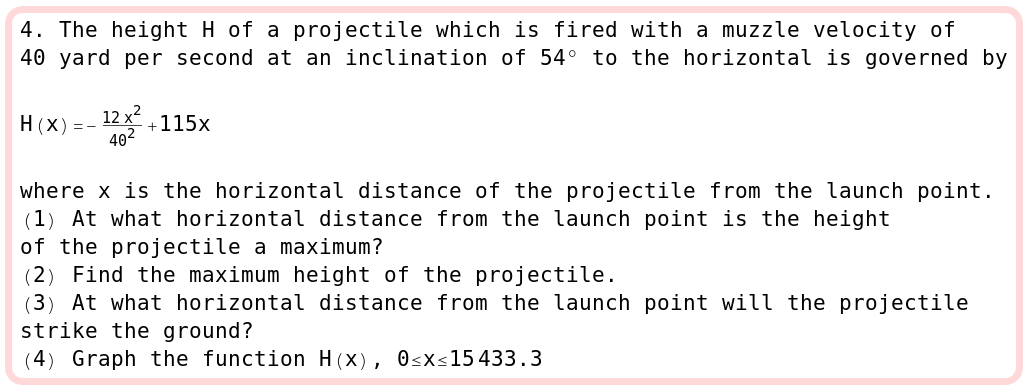 4. The height H of a projectile which is fired with a muzzle velocity of
40 yard per second at an inclination of 54° to the horizontal is governed by
H(x)=-\frac{12x^2}{40^2}+115x
where x is the horizontal distance of the projectile from the launch point.
(1) At what horizontal distance from the launch point is the height
of the projectile a maximum?
(2) Find the maximum height of the projectile.
(3) At what horizontal distance from the launch point will the projectile
strike the ground?
(4) Graph the function H(x), 0≤x≤15433.3